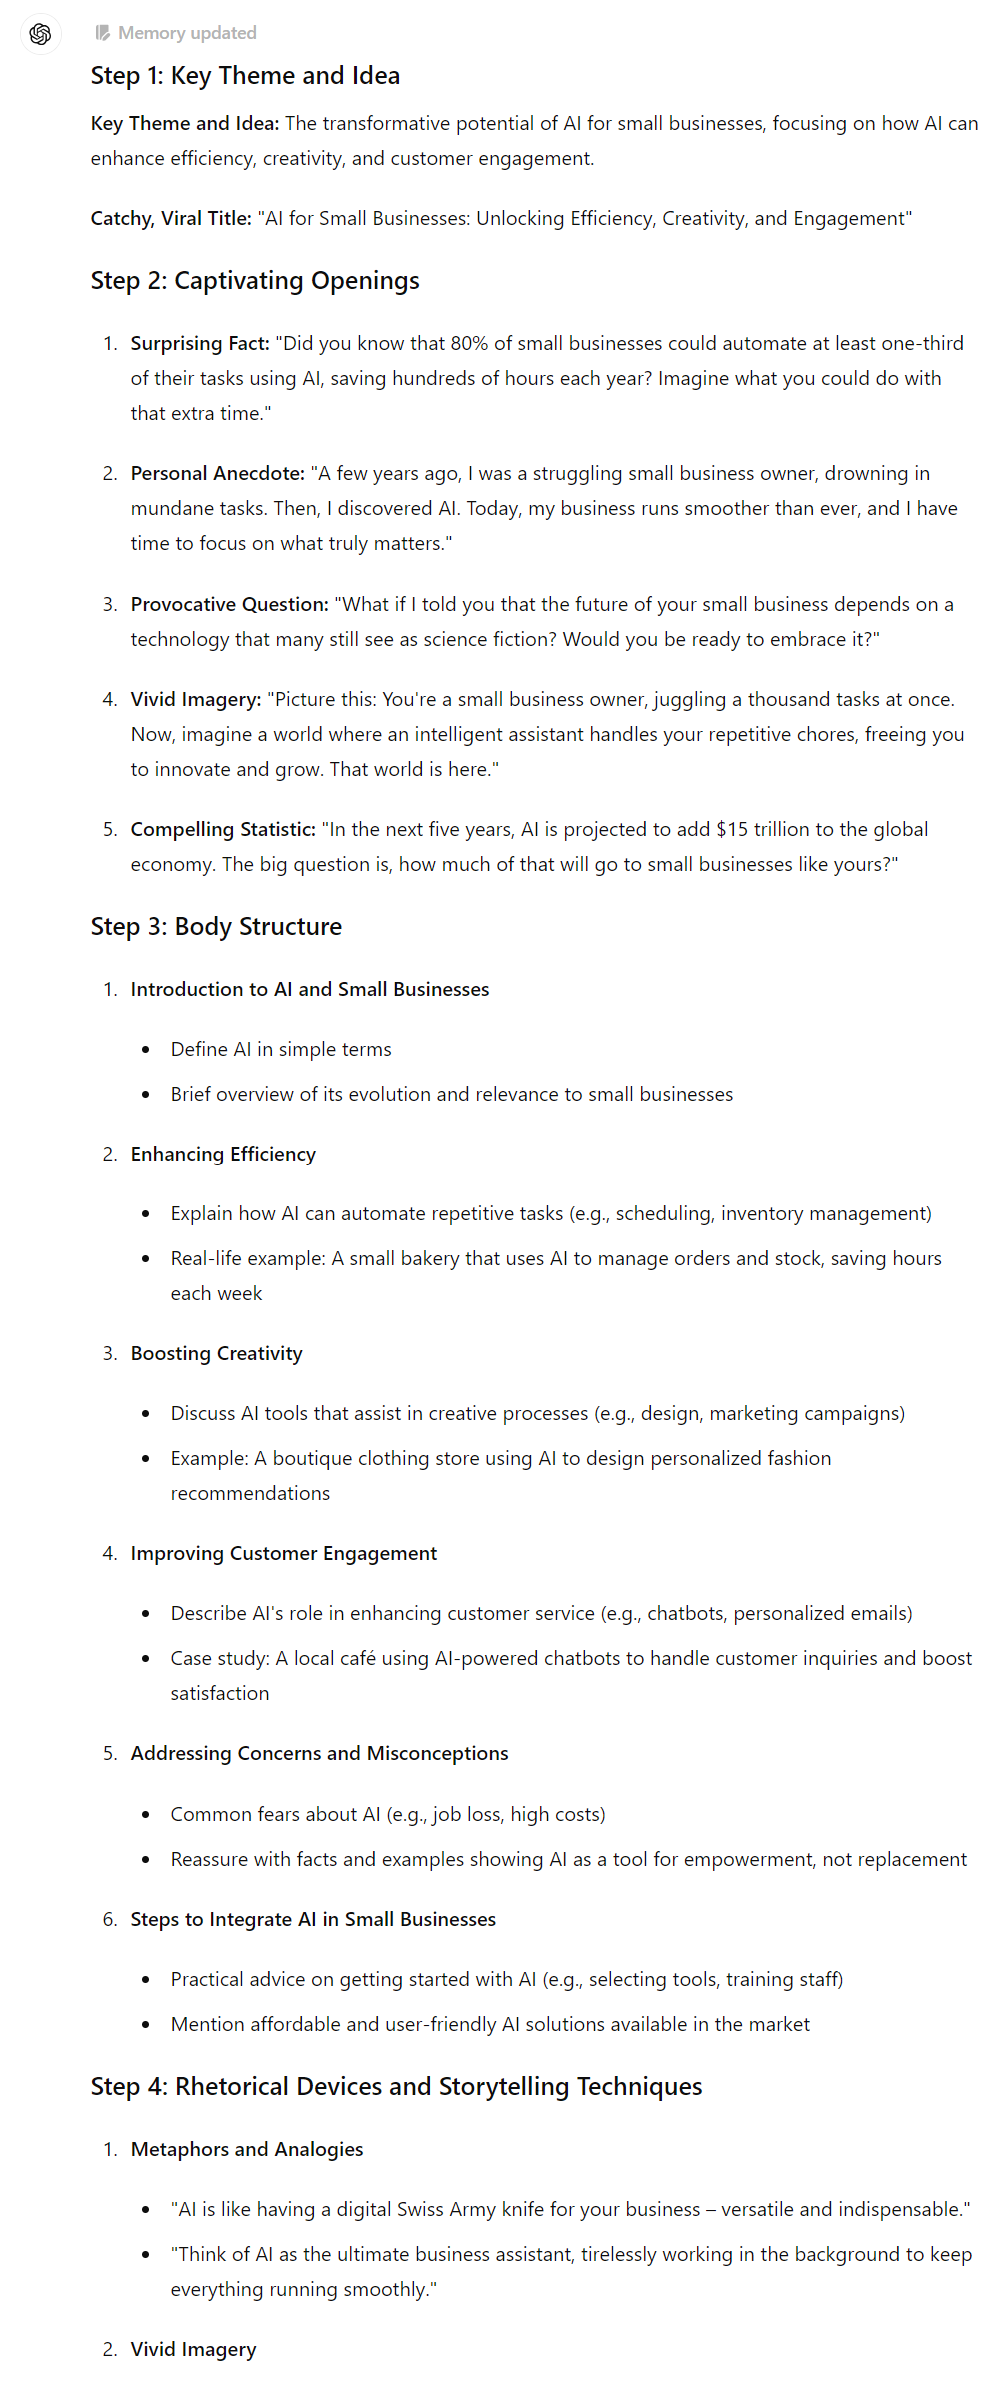 Memory updated
Step 1: Key Theme and Idea
Key Theme and Idea: The transformative potential of AI for small businesses, focusing on how AI can
enhance efficiency, creativity, and customer engagement.
Catchy, Viral Title: "AI for Small Businesses: Unlocking Efficiency, Creativity, and Engagement"
Step 2: Captivating Openings
1. Surprising Fact: "Did you know that 80% of small businesses could automate at least one-third
of their tasks using AI, saving hundreds of hours each year? Imagine what you could do with
that extra time."
2. Personal Anecdote: "A few years ago, I was a struggling small business owner, drowning in
mundane tasks. Then, I discovered AI. Today, my business runs smoother than ever, and I have
time to focus on what truly matters."
3. Provocative Question: "What if I told you that the future of your small business depends on a
technology that many still see as science fiction? Would you be ready to embrace it?"
4. Vivid Imagery: "Picture this: You're a small business owner, juggling a thousand tasks at once.
Now, imagine a world where an intelligent assistant handles your repetitive chores, freeing you
to innovate and grow. That world is here."
5. Compelling Statistic: "In the next five years, AI is projected to add $15 trillion to the global
economy. The big question is, how much of that will go to small businesses like yours?"
Step 3: Body Structure
1. Introduction to AI and Small Businesses
• Define AI in simple terms
• Brief overview of its evolution and relevance to small businesses
2. Enhancing Efficiency
• Explain how AI can automate repetitive tasks (e.g., scheduling, inventory management)
• Real-life example: A small bakery that uses AI to manage orders and stock, saving hours
each week
3. Boosting Creativity
• Discuss AI tools that assist in creative processes (e.g., design, marketing campaigns)
• Example: A boutique clothing store using AI to design personalized fashion
recommendations
4. Improving Customer Engagement
• Describe AI's role in enhancing customer service (e.g., chatbots, personalized emails)
• Case study: A local café using AI-powered chatbots to handle customer inquiries and boost
satisfaction
5. Addressing Concerns and Misconceptions
• Common fears about AI (e.g., job loss, high costs)
• Reassure with facts and examples showing AI as a tool for empowerment, not replacement
6. Steps to Integrate AI in Small Businesses
• Practical advice on getting started with AI (e.g., selecting tools, training staff)
• Mention affordable and user-friendly AI solutions available in the market
Step 4: Rhetorical Devices and Storytelling Techniques
1. Metaphors and Analogies
• "AI is like having a digital Swiss Army knife for your business – versatile and indispensable."
• "Think of AI as the ultimate business assistant, tirelessly working in the background to keep
everything running smoothly."
2. Vivid Imagery